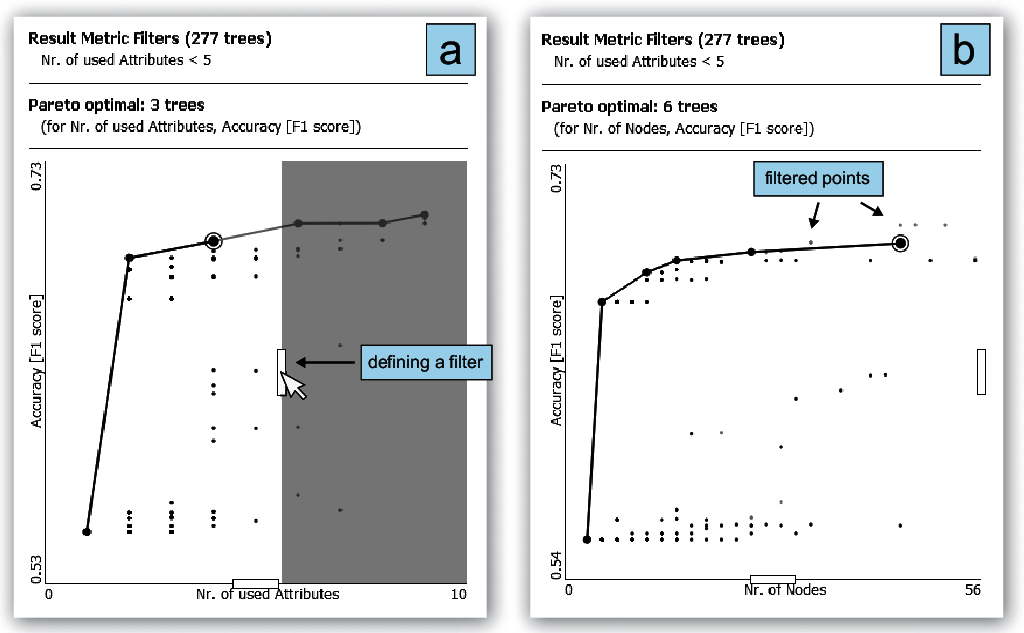 Result Metric Filters (277 trees)
Nr. of used Attributes < 5
a
Pareto optimal: 3 trees
(for Nr. of used Attributes, Accuracy [F1 score])
0.73
Accuracy [F1 score]
0.53
defining a filter
0
Nr. of used Attributes
10
Result Metric Filters (277 trees)
Nr. of used Attributes < 5
b
Pareto optimal: 6 trees
(for Nr. of Nodes, Accuracy [F1 score])
0.73
Accuracy [F1 score]
0.54
filtered points
0
Nr. of Nodes
56